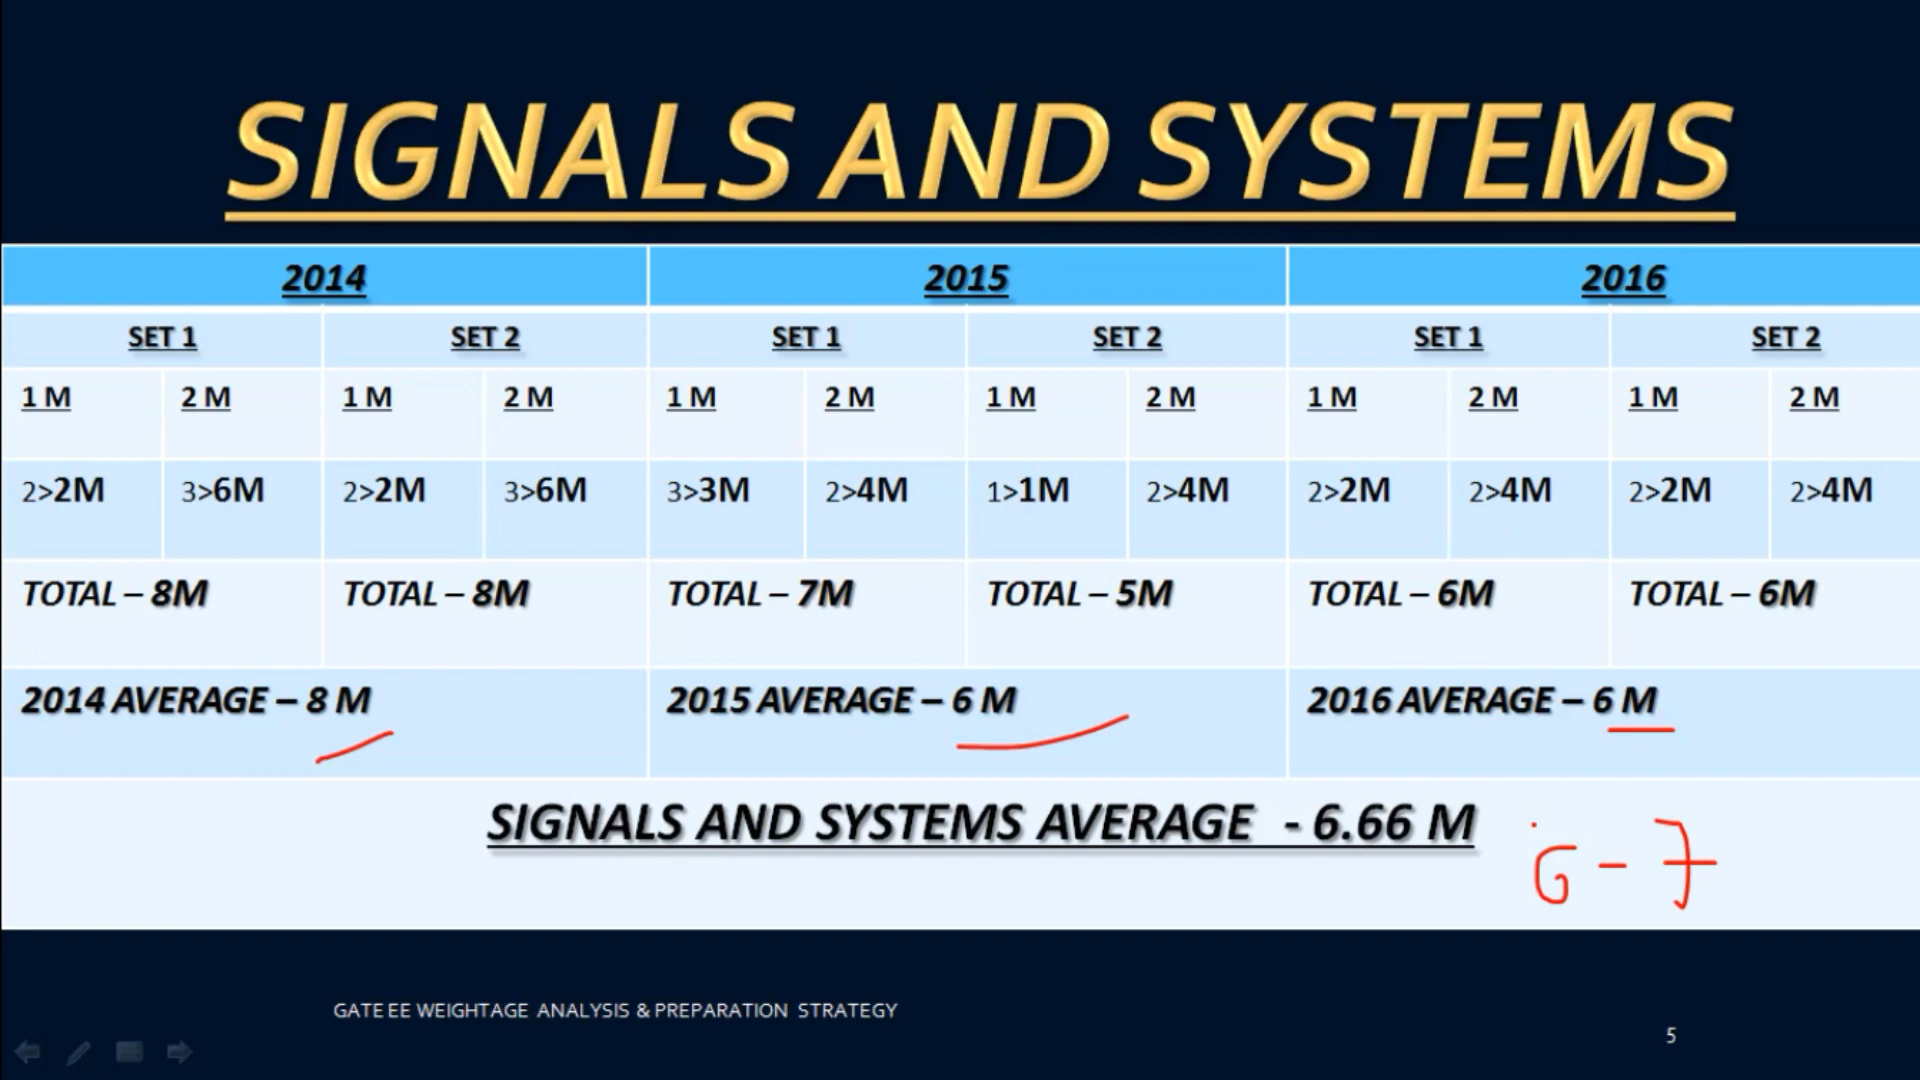 SIGNALS AND SYSTEMS
2014 2015 2016
SET 1 SET 2 SET 1 SET 2 SET 1 SET 2
1 M 2 M 1 M 2 M 1 M 2 M 1 M 2 M 1 M 2 M 1 M 2 M
2>2M 3>6M 2>2M 3>6M 3>3M 2>4M 1>1M 2>4M 2>2M 2>4M 2>2M 2>4M
TOTAL – 8M TOTAL – 8M TOTAL – 7M TOTAL – 5M TOTAL – 6M TOTAL – 6M
2014 AVERAGE – 8 M 2015 AVERAGE – 6 M 2016 AVERAGE – 6 M
SIGNALS AND SYSTEMS AVERAGE - 6.66 M
6 - 7
GATE EE WEIGHTAGE ANALYSIS & PREPARATION STRATEGY
5